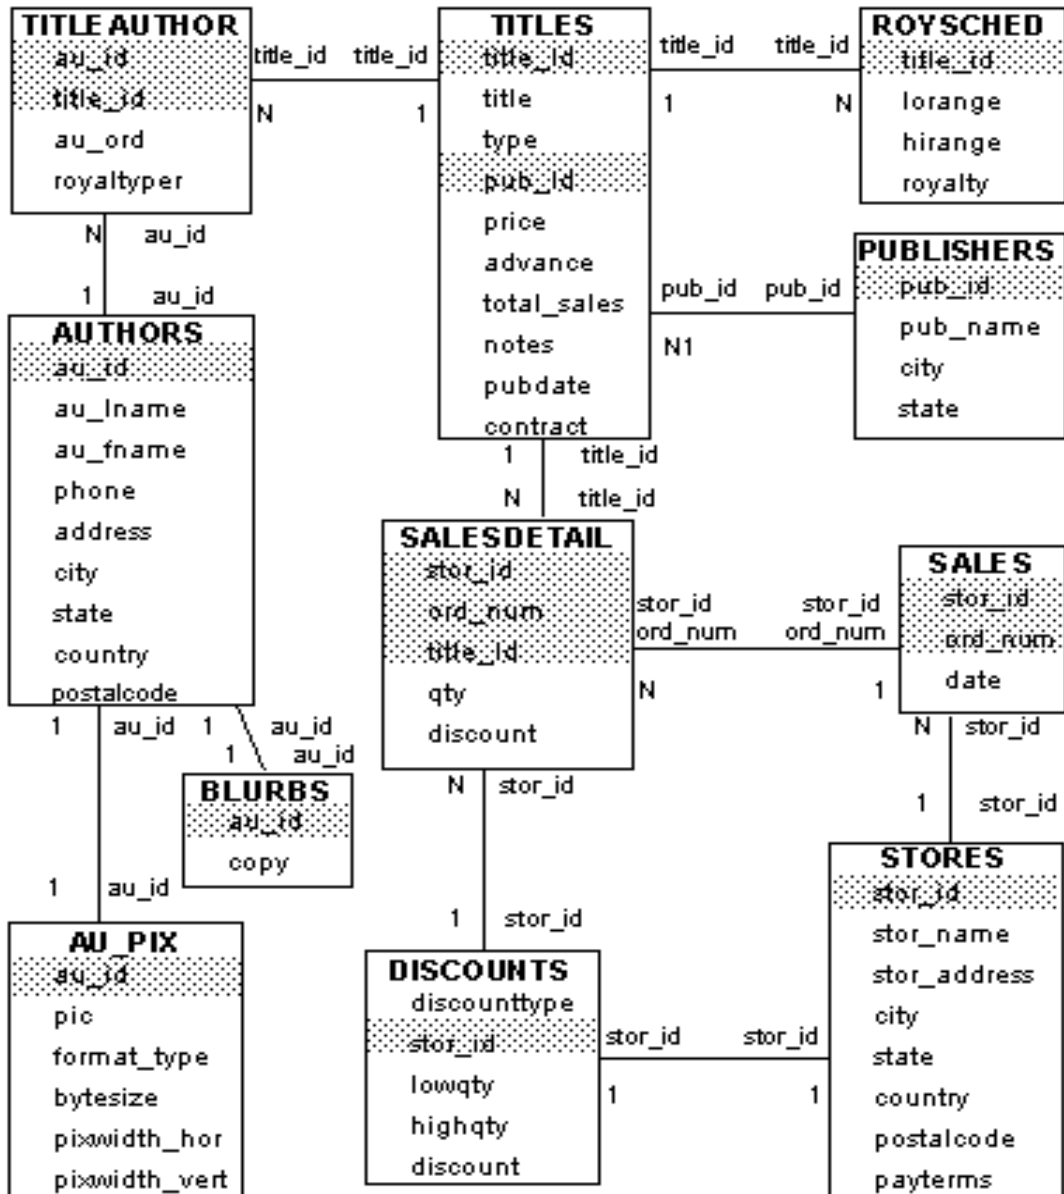 TITLEAUTHOR
au_id
title_id
au_ord
royaltyper
title_id title_id
N 1
TITLES
title_id
title
type
pub_id
price
advance
total_sales
notes
pubdate
contract
title_id title_id
1 N
ROYSCHED
title_id
lorange
hirange
royalty
N au_id
1 au_id
pub_id pub_id
N1
PUBLISHERS
pub_id
pub_name
city
state
AUTHORS
au_id
au_lname
au_fname
phone
address
city
state
country
postalcode
1 title_id
N title_id
SALESDETAIL
stor_id
ord_num
title_id
qty
discount
stor_id stor_id
ord_num ord_num
N 1
SALES
stor_id
ord_num
date
1 au_id 1 au_id
1 au_id
BLURBS
au_id
copy
N stor_id
N stor_id
1 stor_id
1 au_id
1 stor_id
AU_PIX
au_id
pic
format_type
bytesize
pixwidth_hor
pixwidth_vert
DISCOUNTS
discounttype
stor_id
lowqty
highqty
discount
stor_id stor_id
1 1
STORES
stor_id
stor_name
stor_address
city
state
country
postalcode
payterms